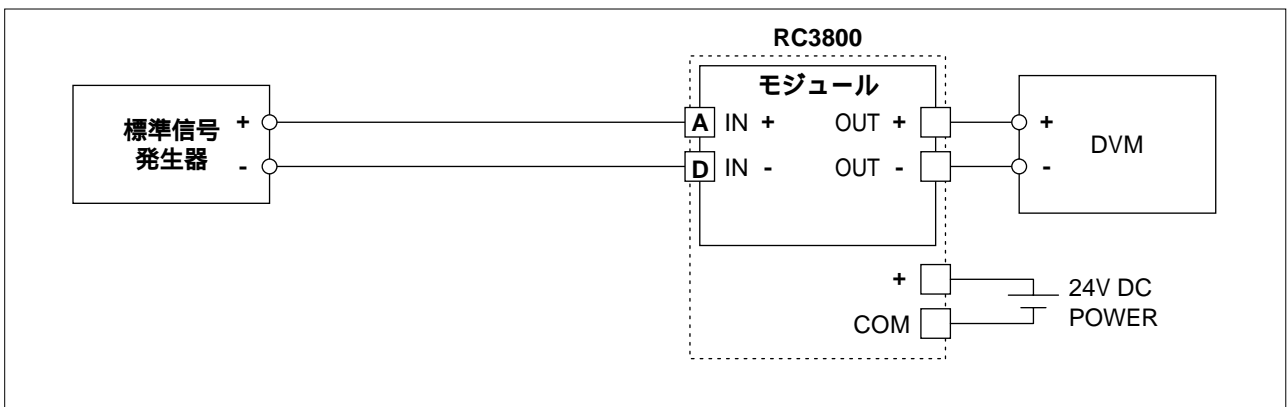 RC3800
モジュール
標準信号
発生器
+
-
A IN + OUT +
D IN - OUT -
+
-
DVM
+
COM
24V DC
POWER